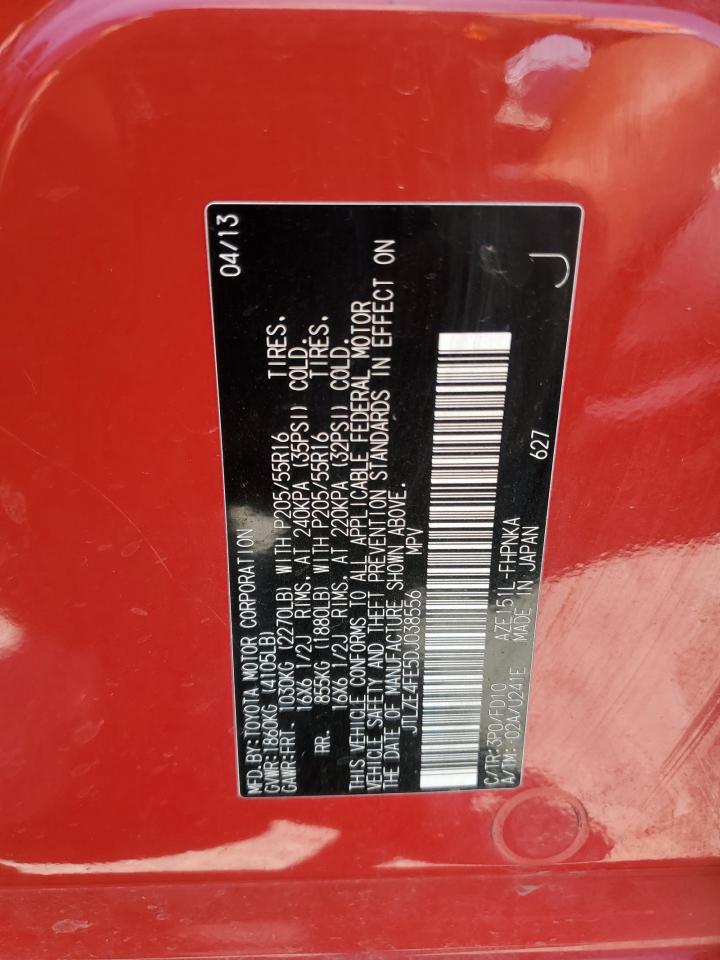 MFD.BY:TOYOTA MOTOR CORPORATION 04/13
GVWR:1860KG (4105LB)
GAWR:FRT. 1030KG (2270LB) WITH P205/55R16 TIRES.
16X6 1/2J RIMS. AT 240KPA (35PSI) COLD.
RR. 855KG (1880LB) WITH P205/55R16 TIRES.
16X6 1/2J RIMS. AT 220KPA (32PSI) COLD.
THIS VEHICLE CONFORMS TO ALL APPLICABLE FEDERAL MOTOR
VEHICLE SAFETY AND THEFT PREVENTION STANDARDS IN EFFECT ON
THE DATE OF MANUFACTURE SHOWN ABOVE.
JTLZE4FE5DJ038556 MPV
C/TR:3P0/FD10 AZE151L-FHPNKA
A/TM:-02A/U241E MADE IN JAPAN 627
J